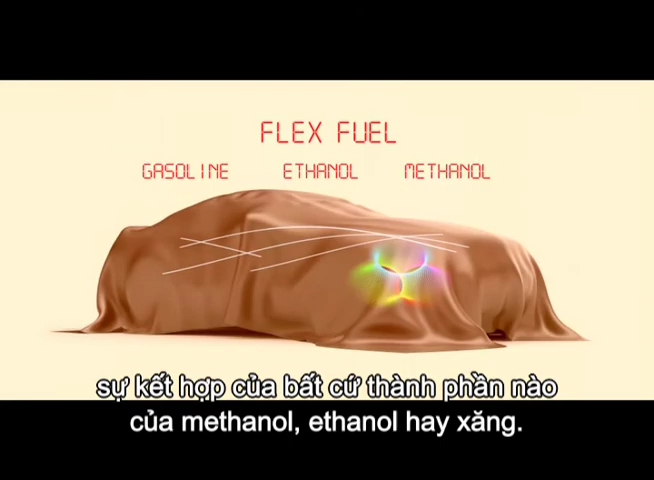 FLEX FUEL
GASOLINE ETHANOL METHANOL
sự kết hợp của bất cứ thành phần nào
của methanol, ethanol hay xăng.